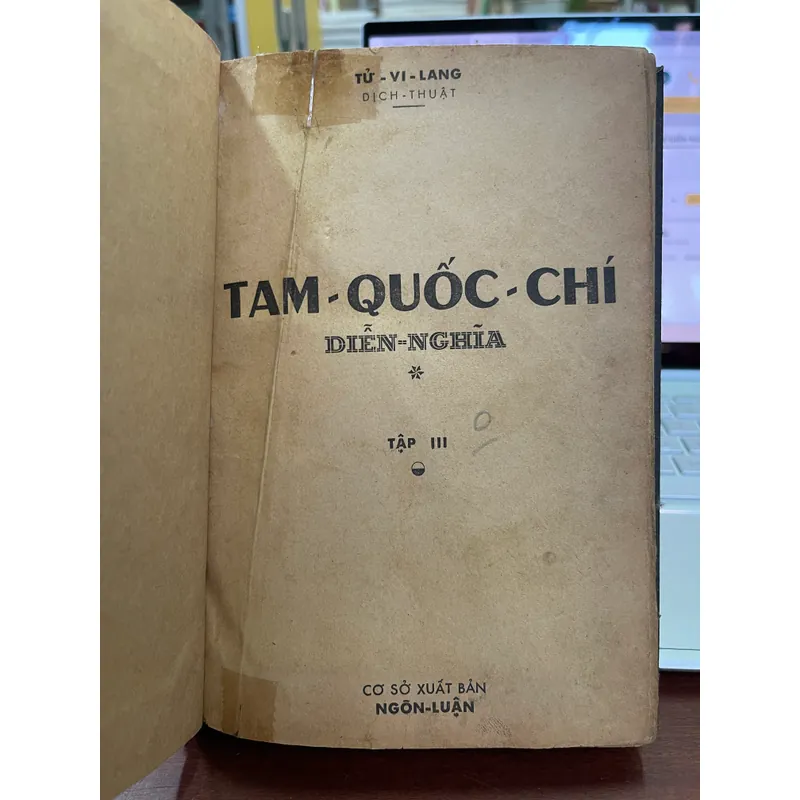 TỬ - VI - LANG
DỊCH - THUẬT
TAM - QUỐC - CHÍ
DIỄN=NGHĨA
TẬP III
CƠ SỞ XUẤT BẢN
NGÔN-LUẬN